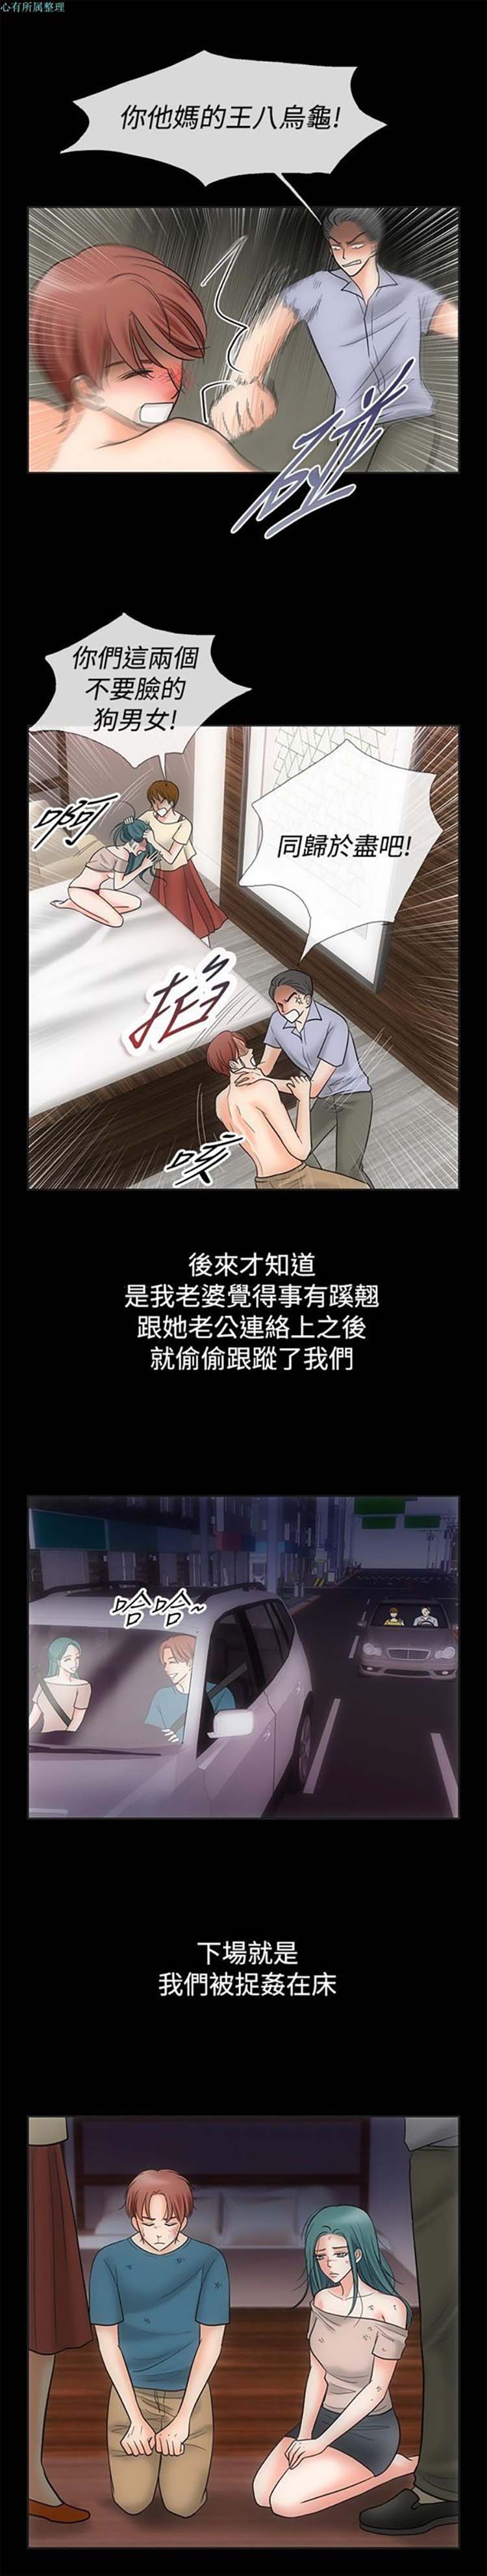 心有所属整理
你他媽的王八烏龜!
碰
你們這兩個
不要臉的
狗男女!
啊
同歸於盡吧!
掐
咳
後來才知道
是我老婆覺得事有蹊翹
跟她老公連絡上之後
就偷偷跟蹤了我們
哈哈~
下場就是
我們被捉姦在床